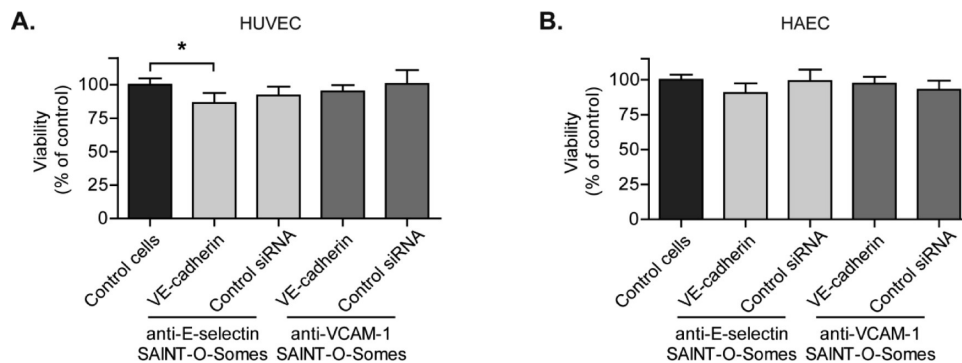 A.
HUVEC
*
Viability
(% of control)
100
75
50
25
0
Control cells
VE-cadherin
Control siRNA
VE-cadherin
Control siRNA
anti-E-selectin
SAINT-O-Somes
anti-VCAM-1
SAINT-O-Somes
B.
HAEC
Viability
(% of control)
100
75
50
25
0
Control cells
VE-cadherin
Control siRNA
VE-cadherin
Control siRNA
anti-E-selectin
SAINT-O-Somes
anti-VCAM-1
SAINT-O-Somes